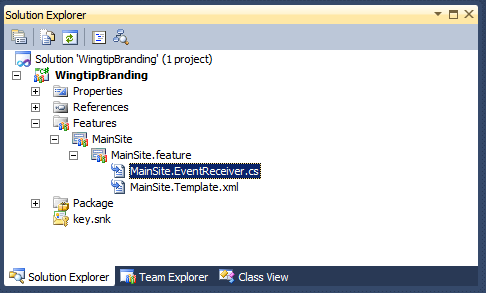 Solution Explorer
Solution 'WingtipBranding' (1 project)
WingtipBranding
Properties
References
Features
MainSite
MainSite.feature
MainSite.EventReceiver.cs
MainSite.Template.xml
Package
key.snk
Solution Explorer Team Explorer Class View